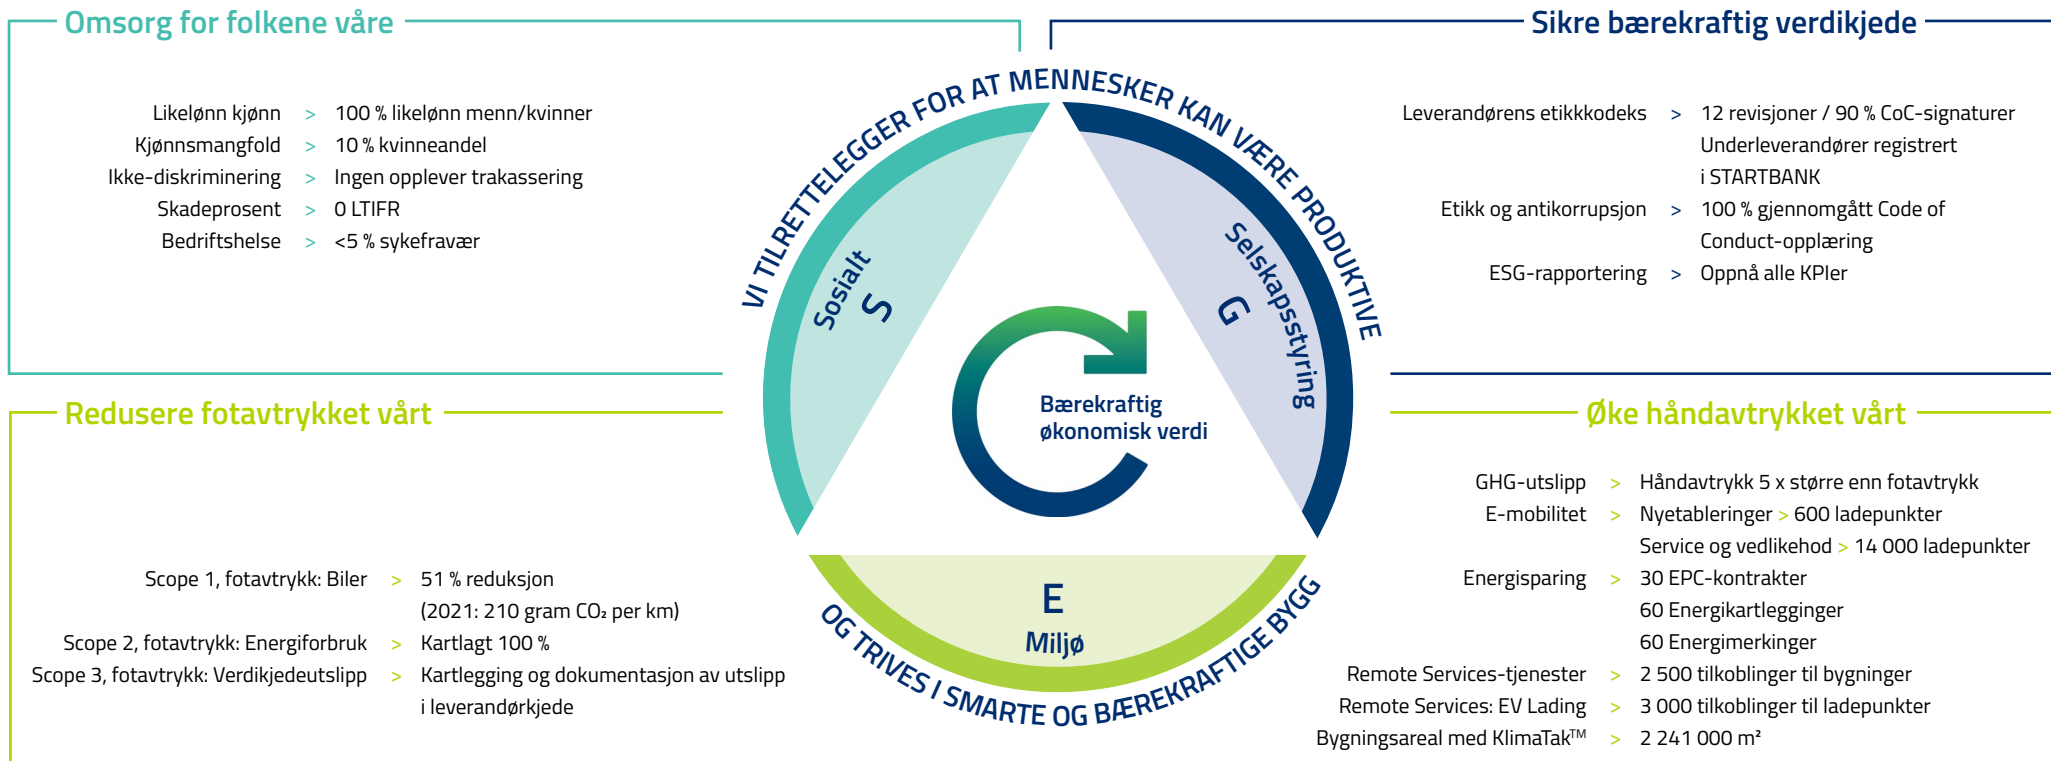 Omsorg for folkene våre
Likelønn kjønn > 100 % likelønn menn/kvinner
Kjønnsmangfold > 10 % kvinneandel
Ikke-diskriminering > Ingen opplever trakassering
Skadeprosent > 0 LTIFR
Bedriftshelse > <5 % sykefravær
Sikre bærekraftig verdikjede
Leverandørens etikkkodeks > 12 revisjoner / 90 % CoC-signaturer
Underleverandører registrert
i STARTBANK
Etikk og antikorrupsjon > 100 % gjennomgått Code of
Conduct-opplæring
ESG-rapportering > Oppnå alle KPIer
VI TILRETTELEGGER FOR AT MENNESKER KAN VÆRE PRODUKTIVE
Sosialt
S
Selskapsstyring
G
Bærekraftig
økonomisk verdi
E
Miljø
OG TRIVES I SMARTE OG BÆREKRAFTIGE BYGG
Redusere fotavtrykket vårt
Scope 1, fotavtrykk: Biler > 51 % reduksjon
(2021: 210 gram CO₂ per km)
Scope 2, fotavtrykk: Energiforbruk > Kartlagt 100 %
Scope 3, fotavtrykk: Verdikjedeutslipp > Kartlegging og dokumentasjon av utslipp
i leverandørkjede
Øke håndavtrykket vårt
GHG-utslipp > Håndavtrykk 5 x større enn fotavtrykk
E-mobilitet > Nyetableringer > 600 ladepunkter
Service og vedlikehod > 14 000 ladepunkter
Energisparing > 30 EPC-kontrakter
60 Energikartlegginger
60 Energimerkinger
Remote Services-tjenester > 2 500 tilkoblinger til bygninger
Remote Services: EV Lading > 3 000 tilkoblinger til ladepunkter
Bygningsareal med KlimaTak™ > 2 241 000 m²